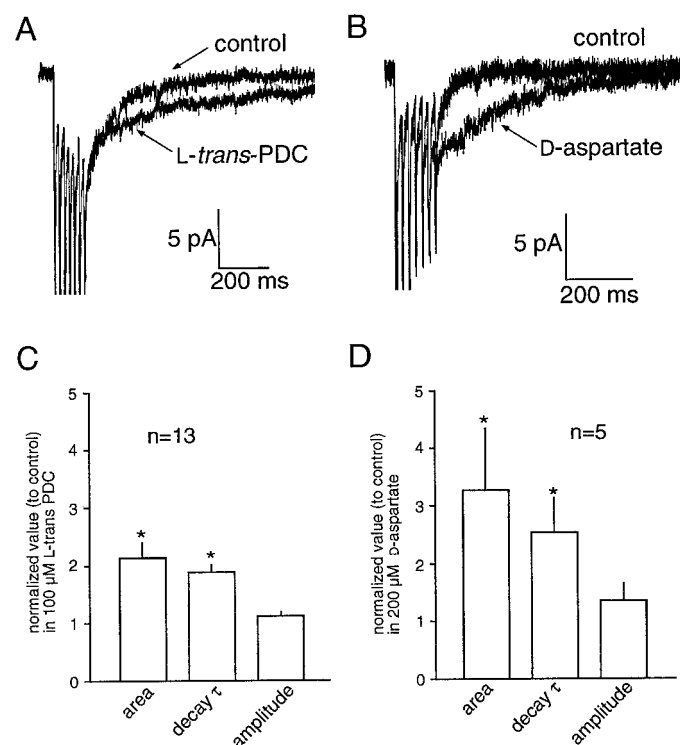 A
control
L-trans-PDC
5 pA
200 ms
B
control
D-aspartate
5 pA
200 ms
C
normalized value (to control)
in 100 µM L-trans PDC
5
4
3
2
1
0
n=13
*
*
area
decay τ
amplitude
D
normalized value (to control)
in 200 µM D-aspartate
5
4
3
2
1
0
n=5
*
*
area
decay τ
amplitude